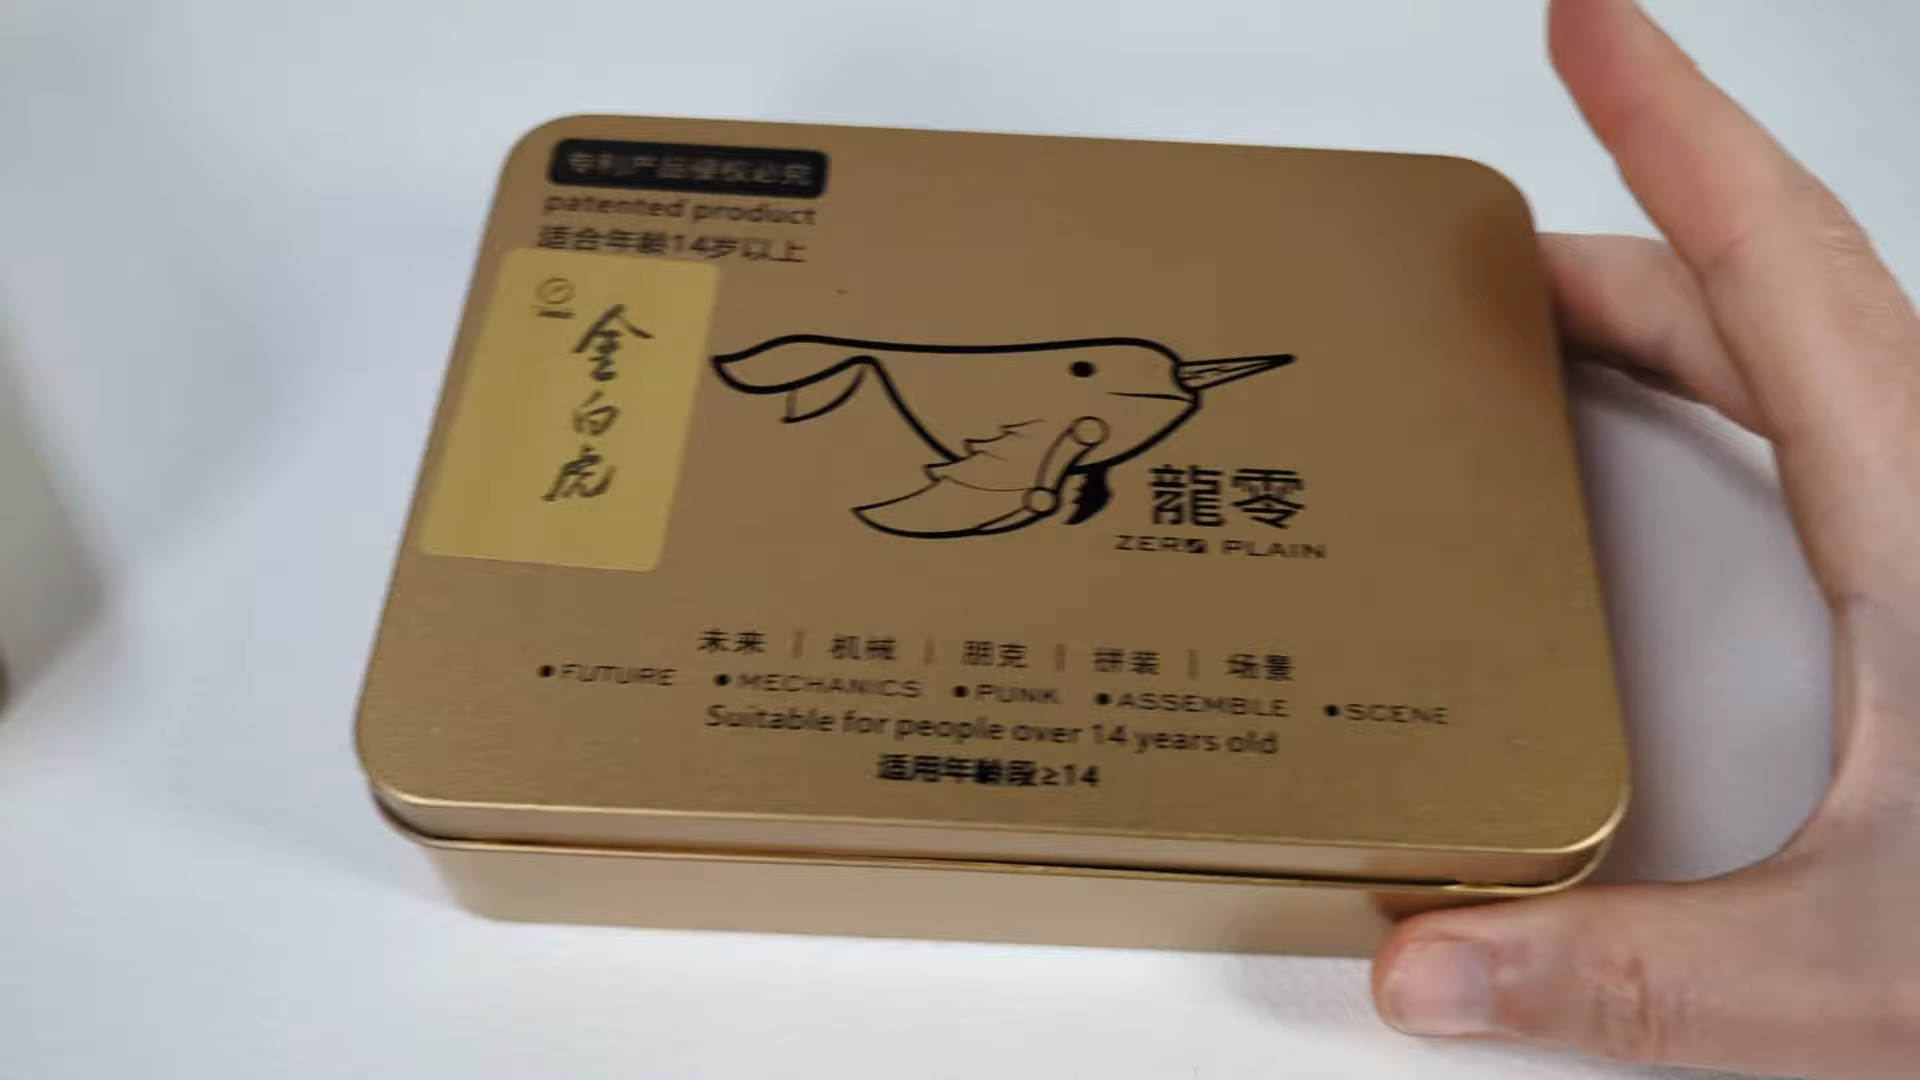 专利产品侵权必究
patented product
适合年龄14岁以上
金白虎
龍零
ZERO PLAIN
未来 | 机械 | 朋克 | 拼装 | 场景
•FUTURE •MECHANICS •PUNK •ASSEMBLE •SCENE
Suitable for people over 14 years old
适用年龄段≥14